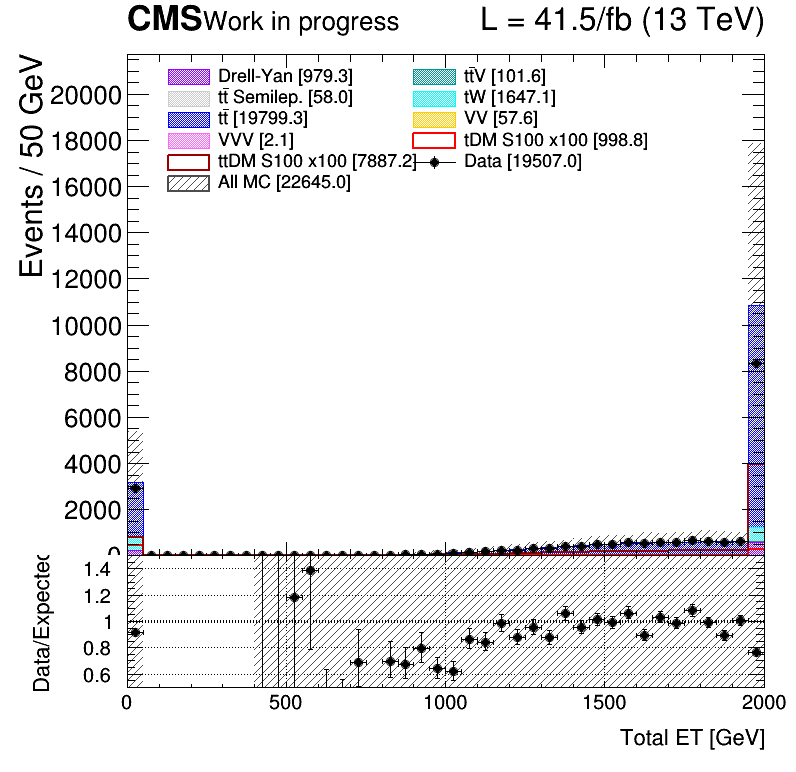 CMS Work in progress L = 41.5/fb (13 TeV)
Events / 50 GeV
20000
18000
16000
14000
12000
10000
8000
6000
4000
2000
0
Drell-Yan [979.3] tt̄V [101.6]
tt̄ Semilep. [58.0] tW [1647.1]
tt̄ [19799.3] VV [57.6]
VVV [2.1] tDM S100 x100 [998.8]
ttDM S100 x100 [7887.2] Data [19507.0]
All MC [22645.0]
Data/Expected
1.4
1.2
1
0.8
0.6
0 500 1000 1500 2000
Total ET [GeV]